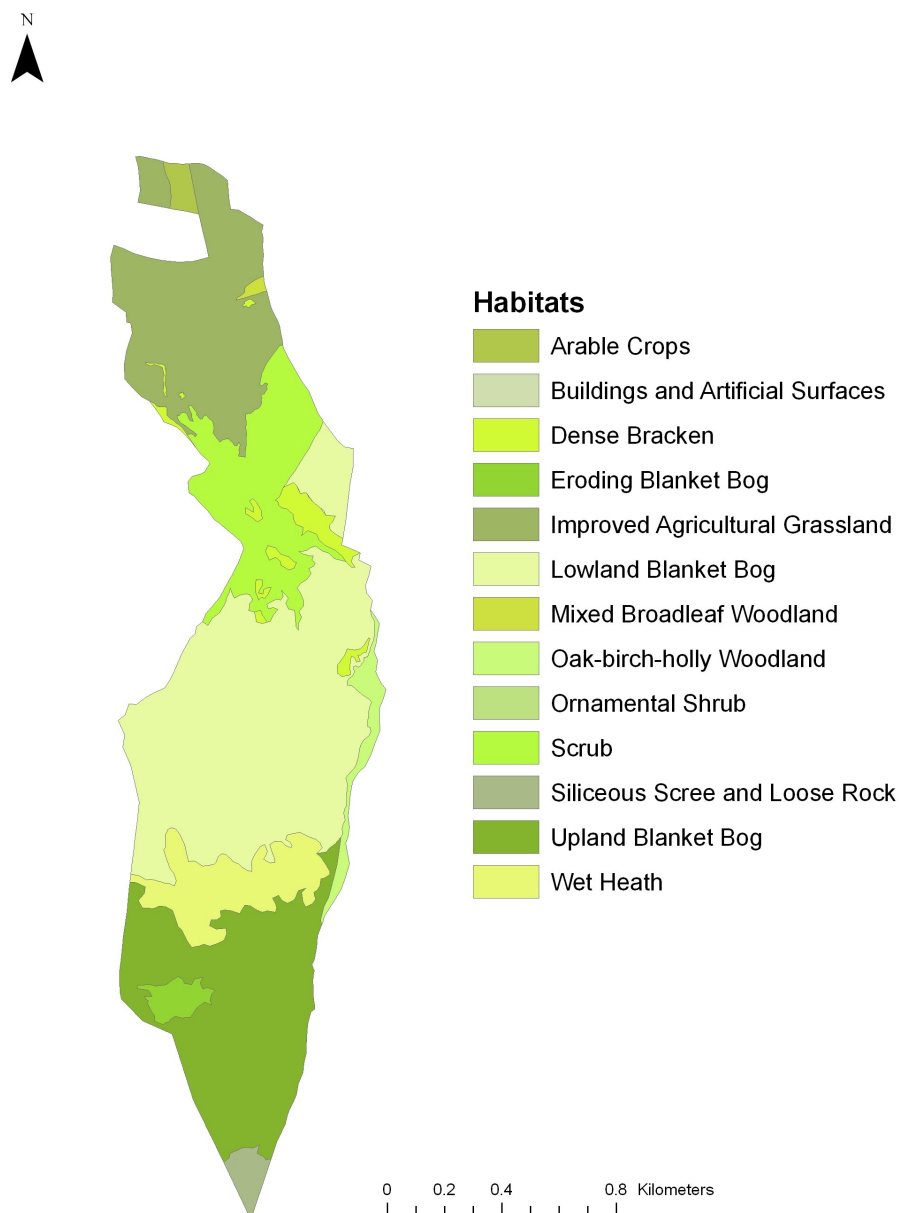 N
Habitats
Arable Crops
Buildings and Artificial Surfaces
Dense Bracken
Eroding Blanket Bog
Improved Agricultural Grassland
Lowland Blanket Bog
Mixed Broadleaf Woodland
Oak-birch-holly Woodland
Ornamental Shrub
Scrub
Siliceous Scree and Loose Rock
Upland Blanket Bog
Wet Heath
0 0.2 0.4 0.8 Kilometers